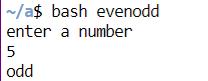 ~/a$ bash evenodd
enter a number
5
odd